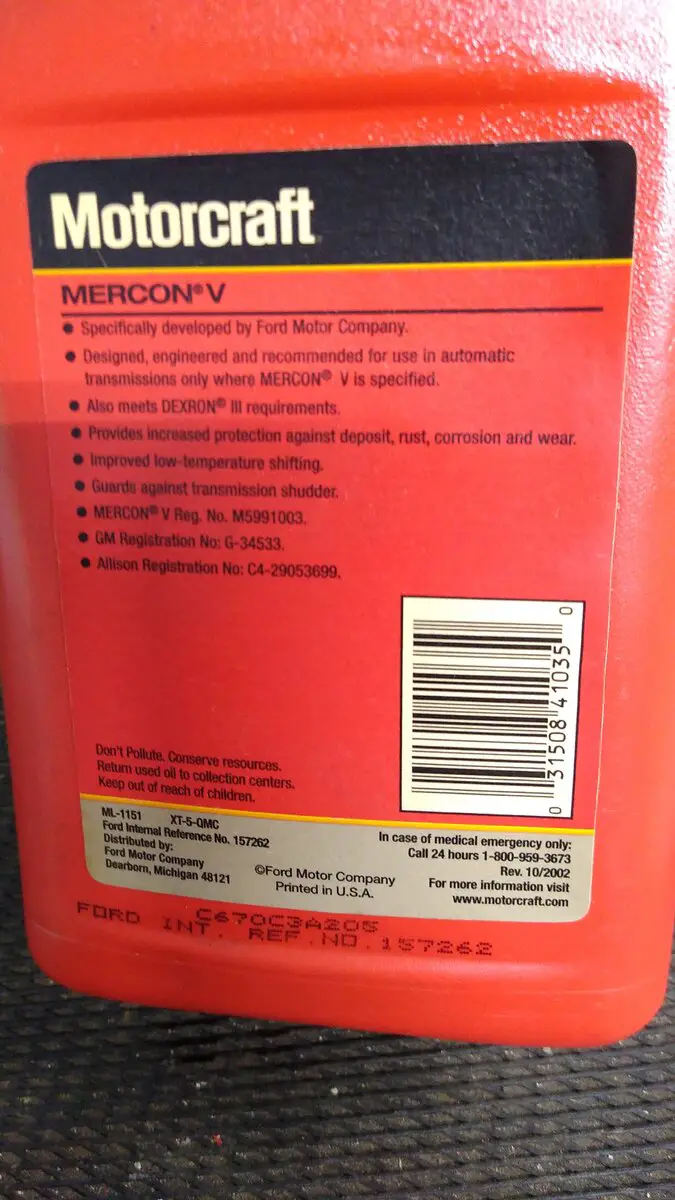 Motorcraft
MERCON® V
• Specifically developed by Ford Motor Company.
• Designed, engineered and recommended for use in automatic
transmissions only where MERCON® V is specified.
• Also meets DEXRON® III requirements.
• Provides increased protection against deposit, rust, corrosion and wear.
• Improved low-temperature shifting.
• Guards against transmission shudder.
• MERCON® V Reg. No. M5991003.
• GM Registration No: G-34533.
• Allison Registration No: C4-29053699.
0 31508 41035 0
Don't Pollute. Conserve resources.
Return used oil to collection centers.
Keep out of reach of children.
ML-1151 XT-5-QMC
Ford Internal Reference No. 157262
Distributed by:
Ford Motor Company
Dearborn, Michigan 48121
©Ford Motor Company
Printed in U.S.A.
In case of medical emergency only:
Call 24 hours 1-800-959-3673
Rev. 10/2002
For more information visit
www.motorcraft.com
C670C3A205
FORD INT. REF.NO.157262